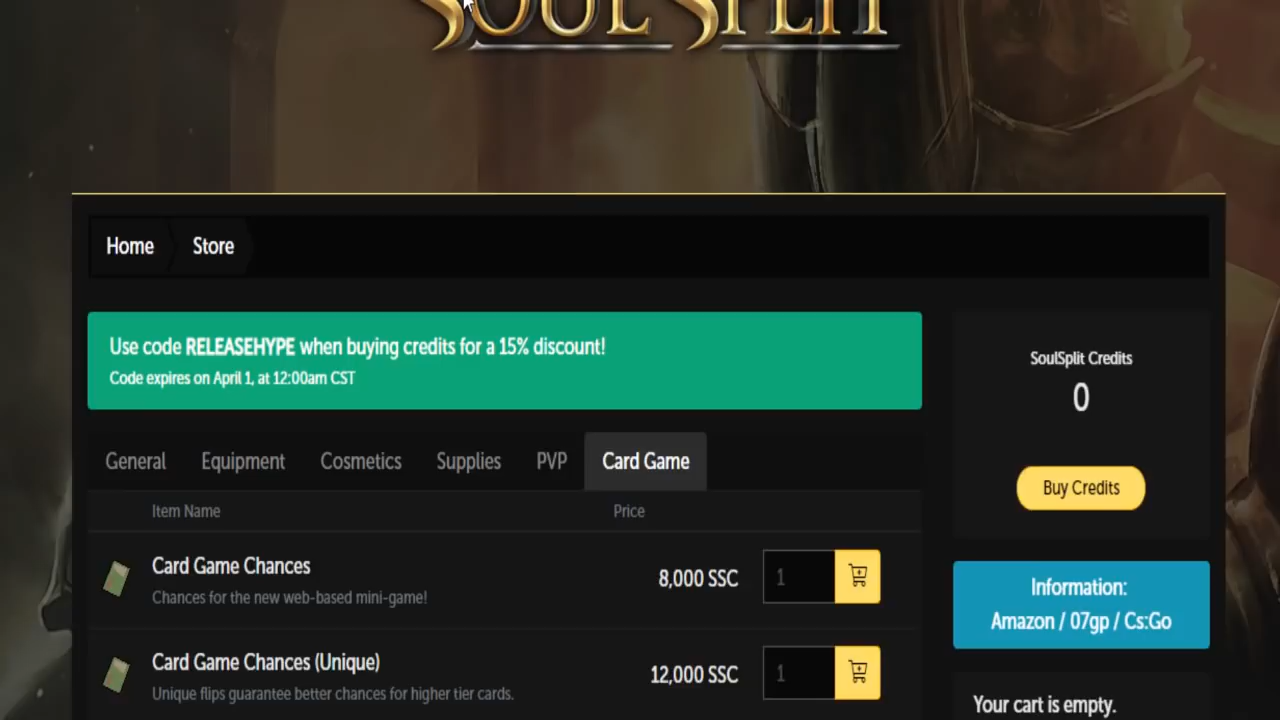 SOULSPLIT
Home
Store
Use code RELEASEHYPE when buying credits for a 15% discount!
Code expires on April 1, at 12:00am CST
SoulSplit Credits
0
Buy Credits
General
Equipment
Cosmetics
Supplies
PVP
Card Game
Item Name
Price
Card Game Chances
Chances for the new web-based mini-game!
8,000 SSC
1
Card Game Chances (Unique)
Unique flips guarantee better chances for higher tier cards.
12,000 SSC
1
Information:
Amazon / 07gp / Cs:Go
Your cart is empty.